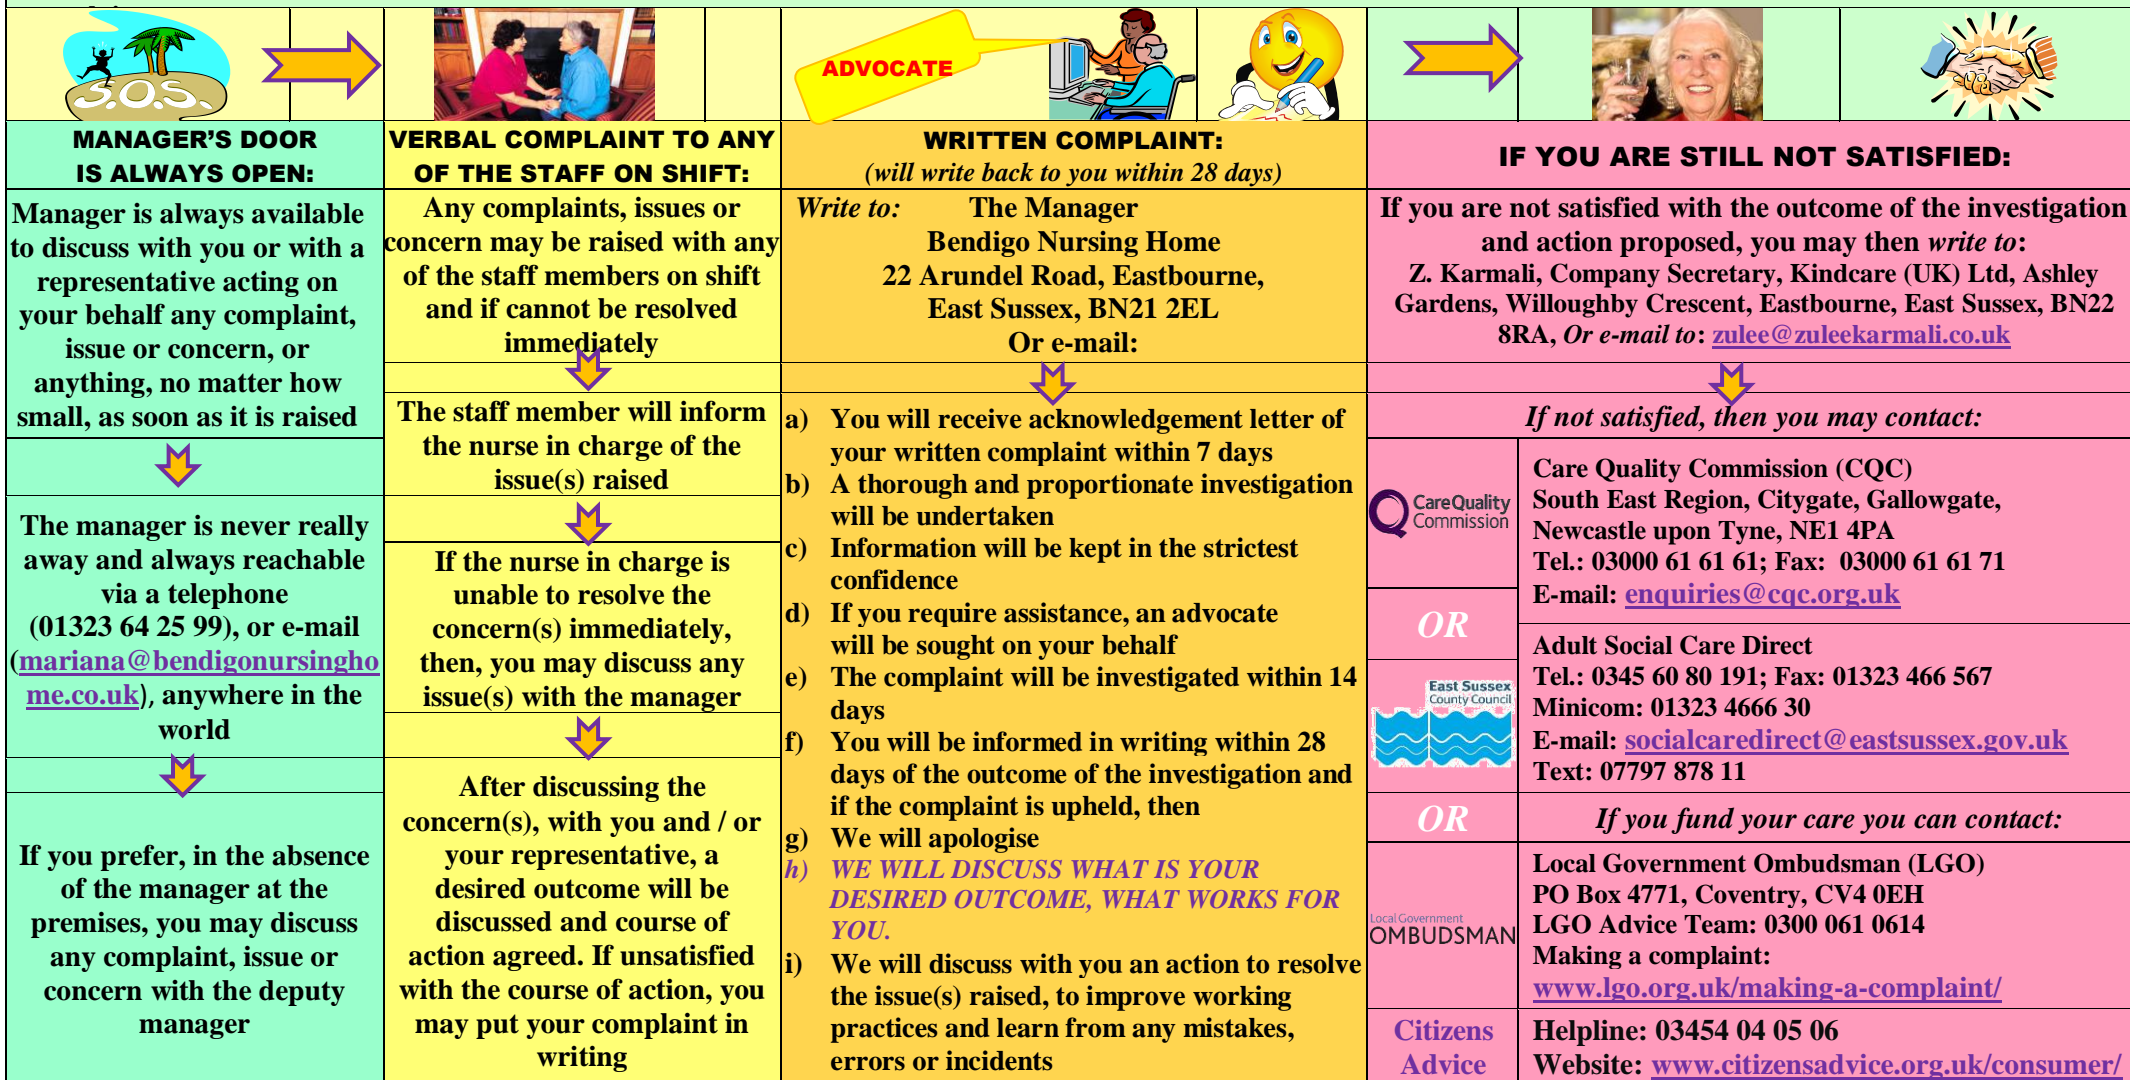 S.O.S.
ADVOCATE
MANAGER'S DOOR
IS ALWAYS OPEN:
Manager is always available
to discuss with you or with a
representative acting on
your behalf any complaint,
issue or concern, or
anything, no matter how
small, as soon as it is raised
The manager is never really
away and always reachable
via a telephone
(01323 64 25 99), or e-mail
(mariana@bendigonursingho
me.co.uk), anywhere in the
world
If you prefer, in the absence
of the manager at the
premises, you may discuss
any complaint, issue or
concern with the deputy
manager
VERBAL COMPLAINT TO ANY
OF THE STAFF ON SHIFT:
Any complaints, issues or
concern may be raised with any
of the staff members on shift
and if cannot be resolved
immediately
The staff member will inform
the nurse in charge of the
issue(s) raised
If the nurse in charge is
unable to resolve the
concern(s) immediately,
then, you may discuss any
issue(s) with the manager
After discussing the
concern(s), with you and / or
your representative, a
desired outcome will be
discussed and course of
action agreed. If unsatisfied
with the course of action, you
may put your complaint in
writing
WRITTEN COMPLAINT:
(will write back to you within 28 days)
Write to: The Manager
Bendigo Nursing Home
22 Arundel Road, Eastbourne,
East Sussex, BN21 2EL
Or e-mail:
a) You will receive acknowledgement letter of
your written complaint within 7 days
b) A thorough and proportionate investigation
will be undertaken
c) Information will be kept in the strictest
confidence
d) If you require assistance, an advocate
will be sought on your behalf
e) The complaint will be investigated within 14
days
f) You will be informed in writing within 28
days of the outcome of the investigation and
if the complaint is upheld, then
g) We will apologise
h) WE WILL DISCUSS WHAT IS YOUR
DESIRED OUTCOME, WHAT WORKS FOR
YOU.
i) We will discuss with you an action to resolve
the issue(s) raised, to improve working
practices and learn from any mistakes,
errors or incidents
IF YOU ARE STILL NOT SATISFIED:
If you are not satisfied with the outcome of the investigation
and action proposed, you may then write to:
Z. Karmali, Company Secretary, Kindcare (UK) Ltd, Ashley
Gardens, Willoughby Crescent, Eastbourne, East Sussex, BN22
8RA, Or e-mail to: zulee@zuleekarmali.co.uk
If not satisfied, then you may contact:
CareQuality
Commission
Care Quality Commission (CQC)
South East Region, Citygate, Gallowgate,
Newcastle upon Tyne, NE1 4PA
Tel.: 03000 61 61 61; Fax: 03000 61 61 71
E-mail: enquiries@cqc.org.uk
OR
East Sussex
County Council
Adult Social Care Direct
Tel.: 0345 60 80 191; Fax: 01323 466 567
Minicom: 01323 4666 30
E-mail: socialcaredirect@eastsussex.gov.uk
Text: 07797 878 11
OR
If you fund your care you can contact:
Local Government
OMBUDSMAN
Local Government Ombudsman (LGO)
PO Box 4771, Coventry, CV4 0EH
LGO Advice Team: 0300 061 0614
Making a complaint:
www.lgo.org.uk/making-a-complaint/
Citizens
Advice
Helpline: 03454 04 05 06
Website: www.citizensadvice.org.uk/consumer/